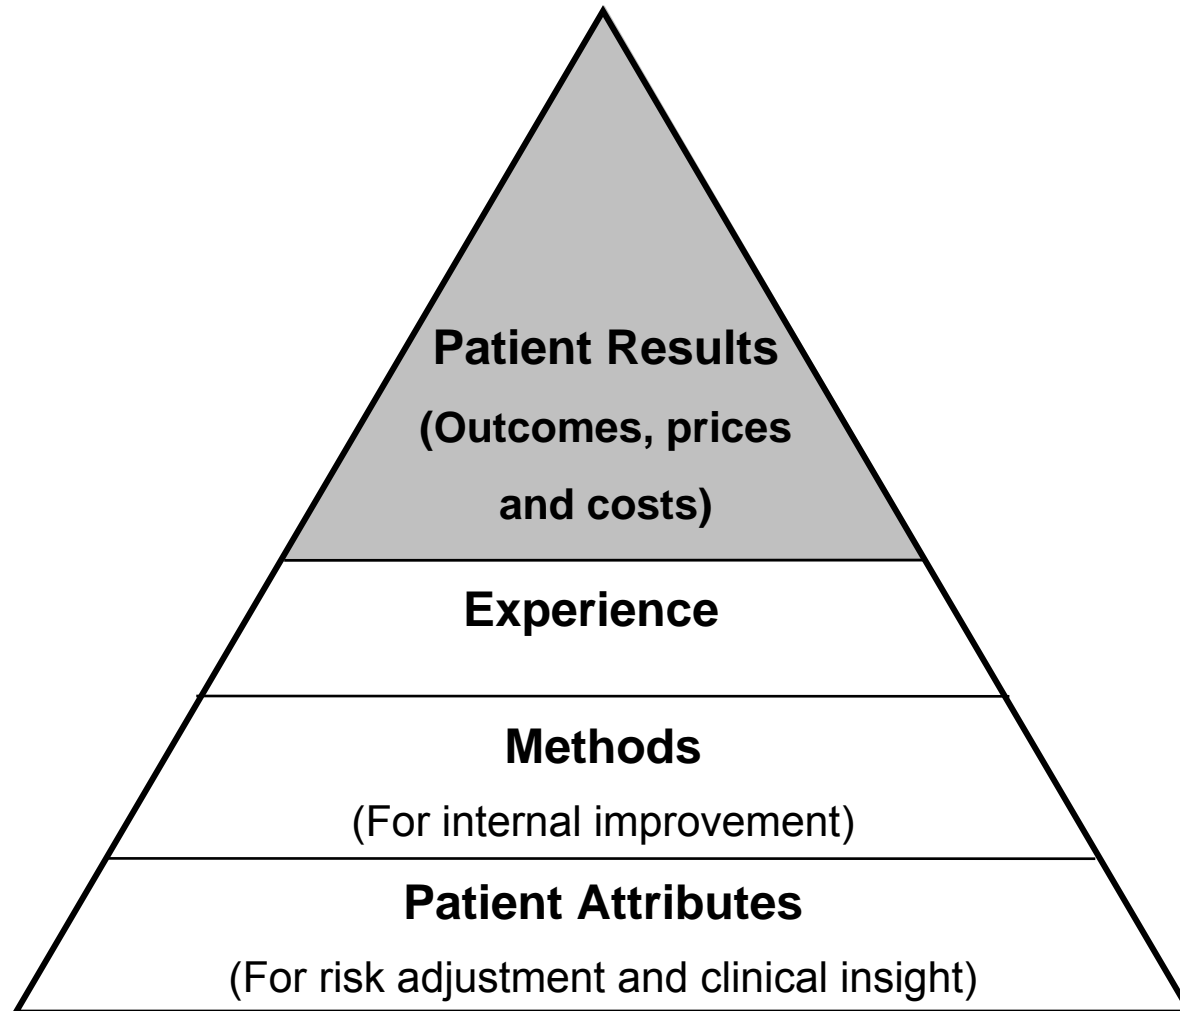 Patient Results
(Outcomes, prices
and costs)
Experience
Methods
(For internal improvement)
Patient Attributes
(For risk adjustment and clinical insight)